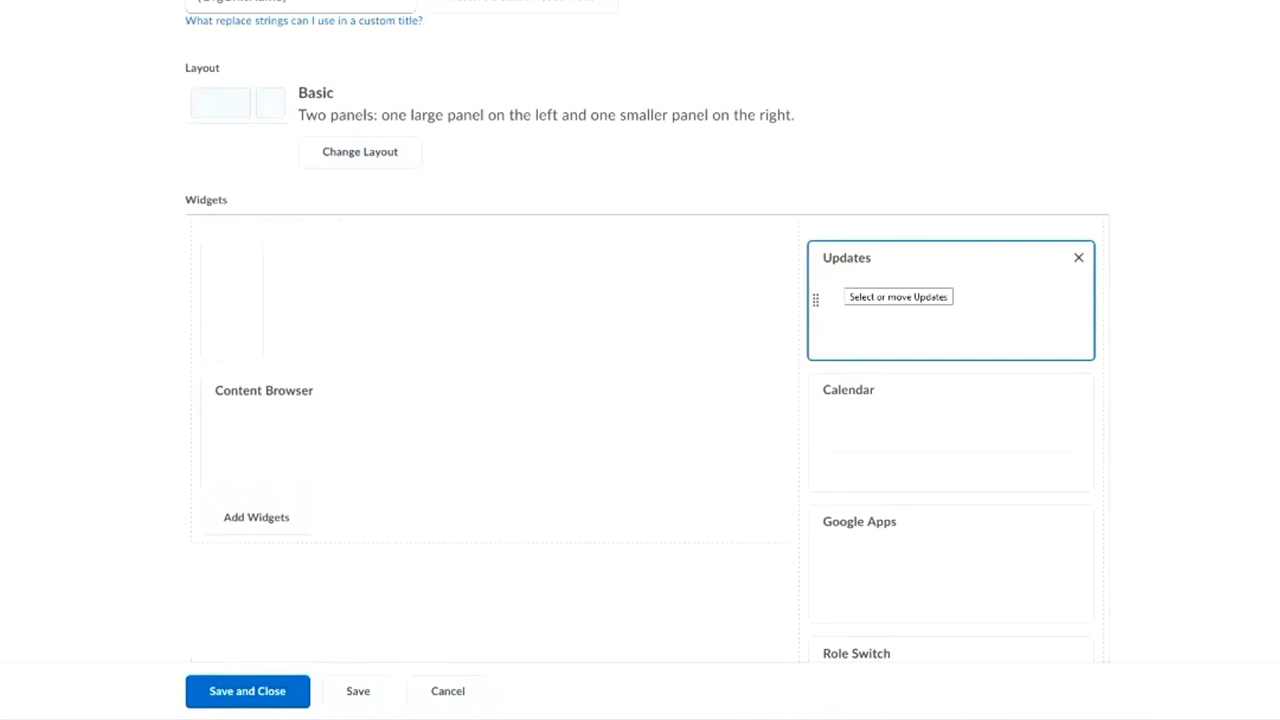 What replace strings can I use in a custom title?
Layout
Basic
Two panels: one large panel on the left and one smaller panel on the right.
Change Layout
Widgets
Updates
Select or move Updates
Content Browser
Calendar
Add Widgets
Google Apps
Role Switch
Save and Close
Save
Cancel